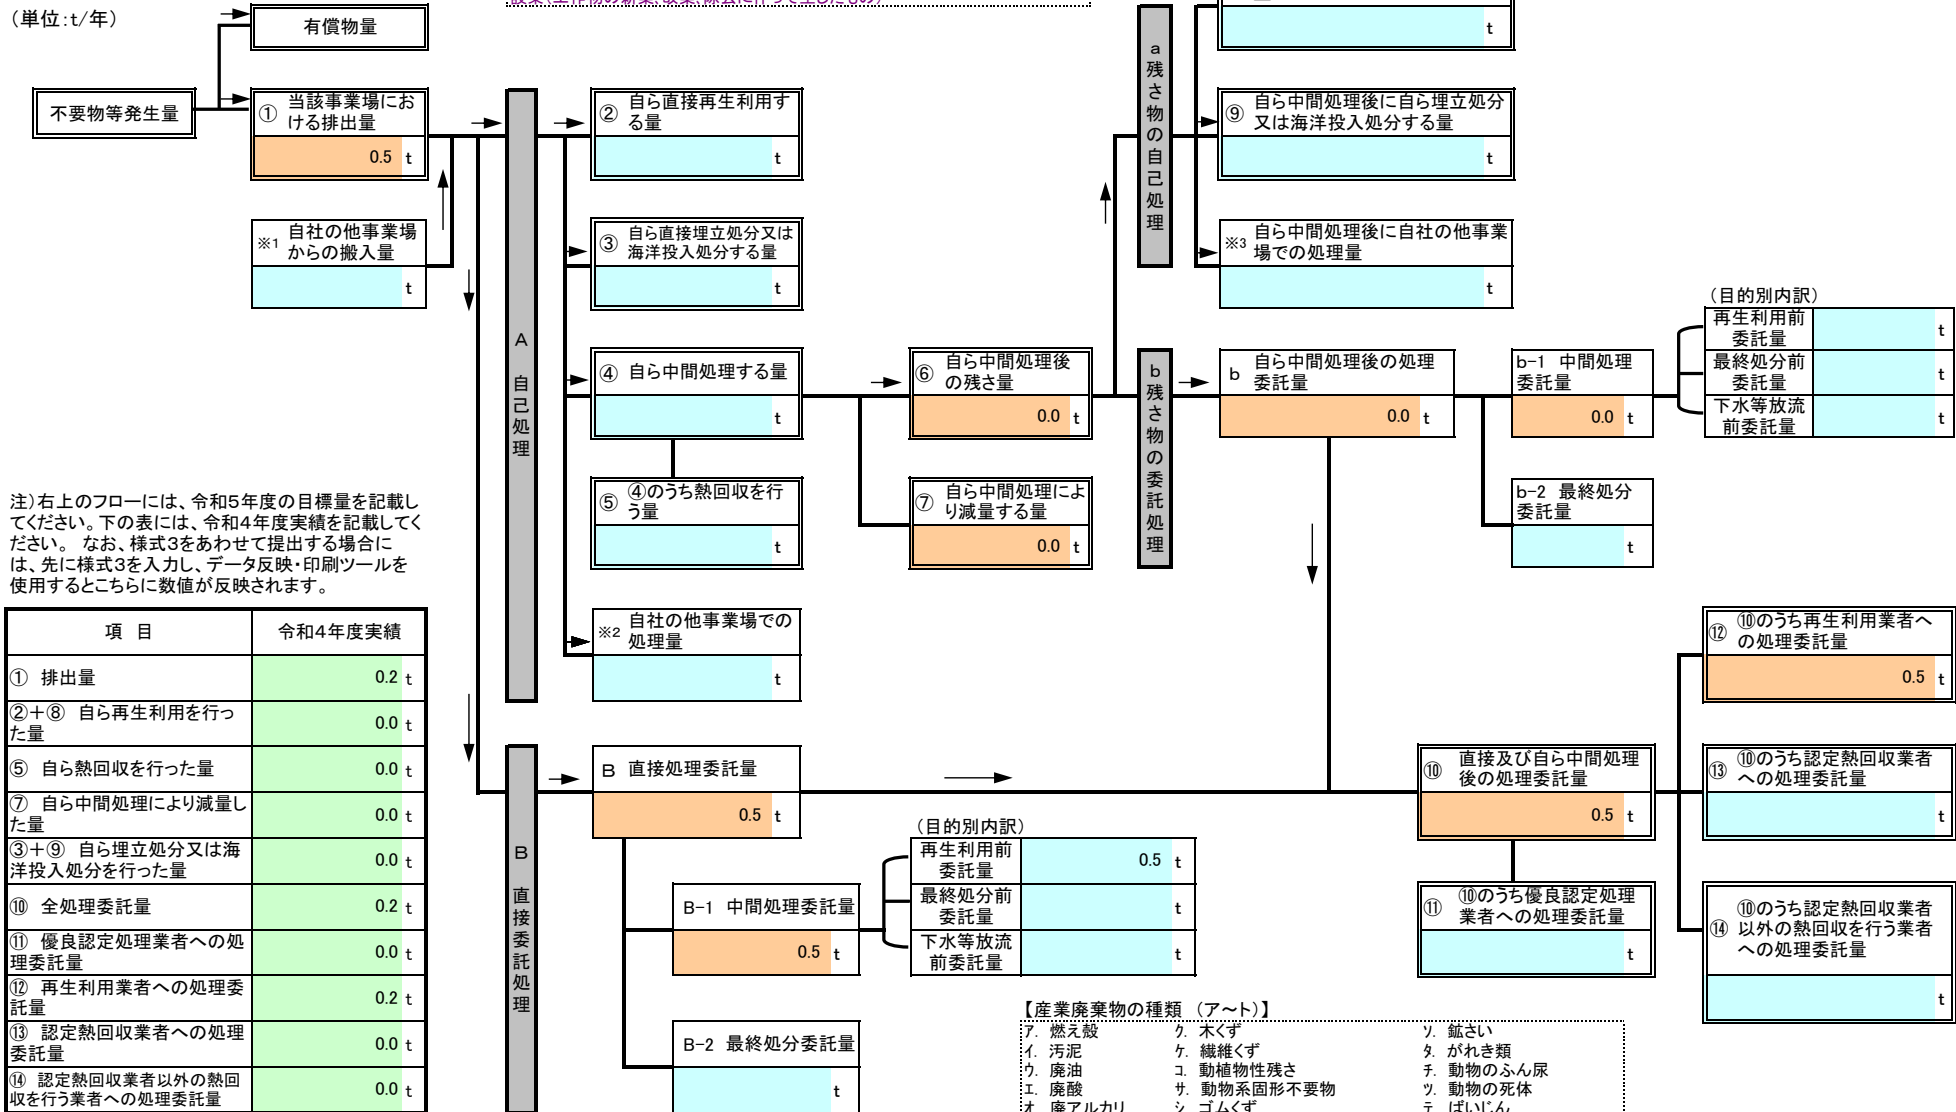 (単位:t/年)
有償物量
不要物等発生量
① 当該事業場にお
ける排出量
0.5 t
※1 自社の他事業場
からの搬入量
t
A 自己処理
② 自ら直接再生利用す
る量
t
③ 自ら直接埋立処分又は
海洋投入処分する量
t
④ 自ら中間処理する量
t
⑤ ④のうち熱回収を行
う量
t
※2 自社の他事業場での
処理量
t
⑥ 自ら中間処理後
の残さ量
0.0 t
⑦ 自ら中間処理によ
り減量する量
0.0 t
a 残さ物の自己処理
t
⑨ 自ら中間処理後に自ら埋立処分
又は海洋投入処分する量
t
※3 自ら中間処理後に自社の他事業
場での処理量
t
b 残さ物の委託処理
b 自ら中間処理後の処理
委託量
0.0 t
b-1 中間処理
委託量
0.0 t
b-2 最終処分
委託量
t
(目的別内訳)
再生利用前
委託量
t
最終処分前
委託量
t
下水等放流
前委託量
t
注)右上のフローには、令和5年度の目標量を記載し
てください。下の表には、令和4年度実績を記載してく
ださい。 なお、様式3をあわせて提出する場合に
は、先に様式3を入力し、データ反映・印刷ツールを
使用するとこちらに数値が反映されます。
項 目 令和4年度実績
① 排出量 0.2 t
②+⑧ 自ら再生利用を行っ
た量 0.0 t
⑤ 自ら熱回収を行った量 0.0 t
⑦ 自ら中間処理により減量し
た量 0.0 t
③+⑨ 自ら埋立処分又は海
洋投入処分を行った量 0.0 t
⑩ 全処理委託量 0.2 t
⑪ 優良認定処理業者への処
理委託量 0.0 t
⑫ 再生利用業者への処理委
託量 0.2 t
⑬ 認定熱回収業者への処理
委託量 0.0 t
⑭ 認定熱回収業者以外の熱回
収を行う業者への処理委託量 0.0 t
B 直接委託処理
B 直接処理委託量
0.5 t
B-1 中間処理委託量
0.5 t
B-2 最終処分委託量
t
(目的別内訳)
再生利用前
委託量
0.5 t
最終処分前
委託量
t
下水等放流
前委託量
t
⑩ 直接及び自ら中間処理
後の処理委託量
0.5 t
⑪ ⑩のうち優良認定処理
業者への処理委託量
t
⑫ ⑩のうち再生利用業者へ
の処理委託量
0.5 t
⑬ ⑩のうち認定熱回収業者
への処理委託量
t
⑭ ⑩のうち認定熱回収業者
以外の熱回収を行う業者
への処理委託量
t
【産業廃棄物の種類 (ア~ト)】
ア. 燃え殻 ク. 木くず ソ. 鉱さい
イ. 汚泥 ケ. 繊維くず タ. がれき類
ウ. 廃油 コ. 動植物性残さ チ. 動物のふん尿
エ. 廃酸 サ. 動物系固形不要物 ツ. 動物の死体
オ. 廃アルカリ シ. ゴムくず テ. ばいじん